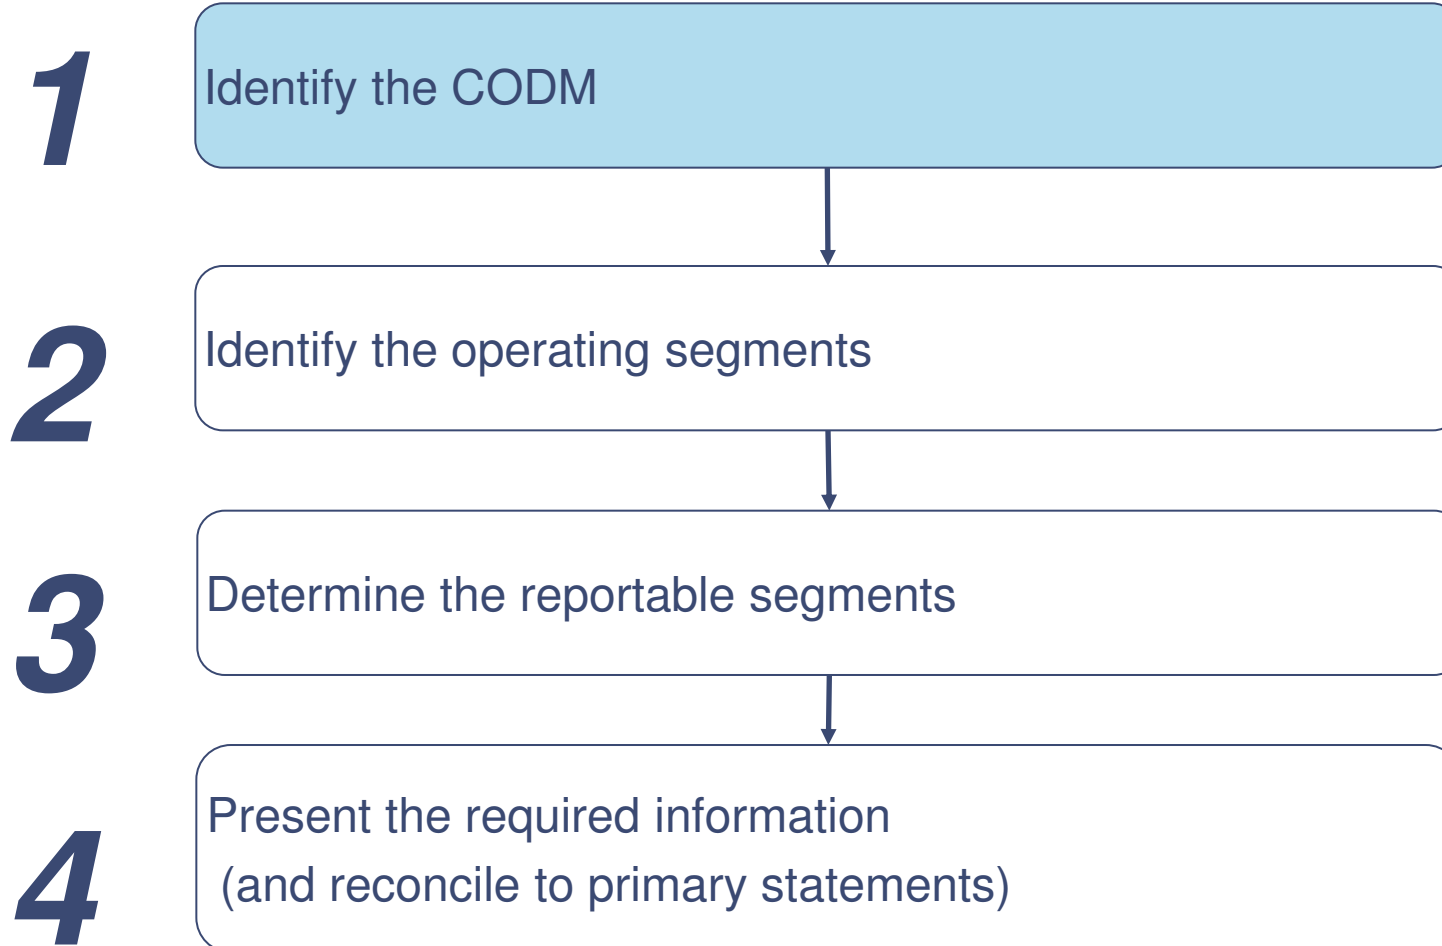 1
Identify the CODM
2
Identify the operating segments
3
Determine the reportable segments
4
Present the required information
(and reconcile to primary statements)